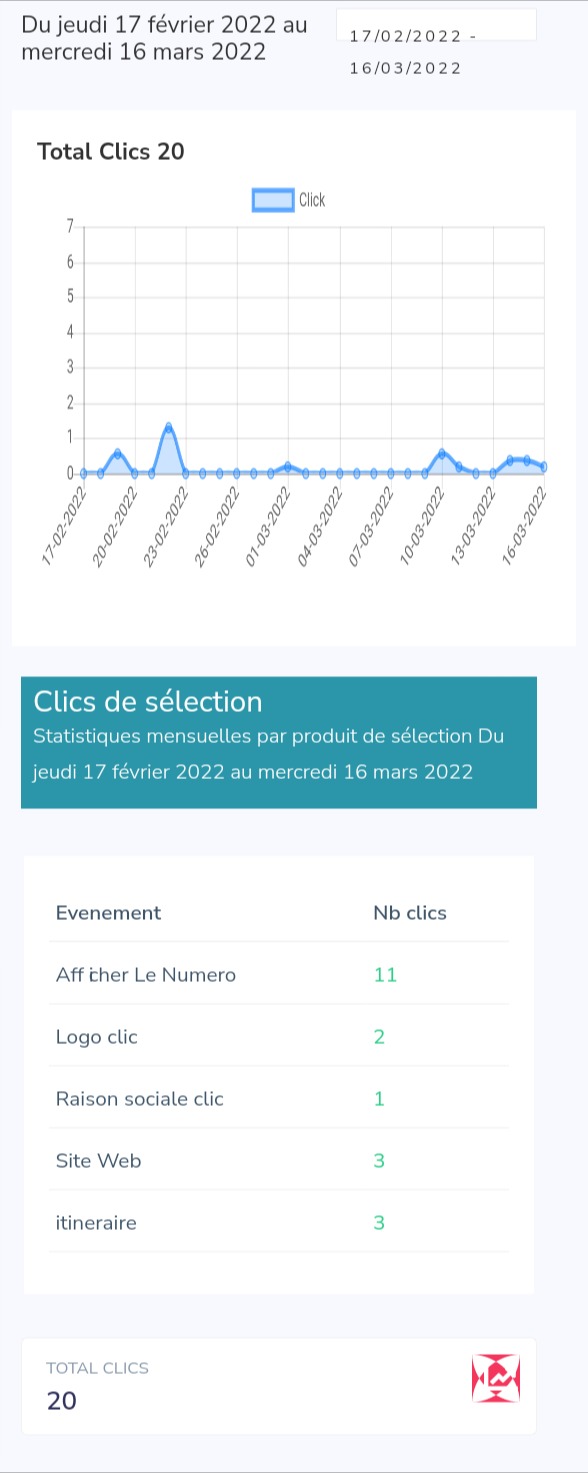 Du jeudi 17 février 2022 au
mercredi 16 mars 2022
17/02/2022 -
16/03/2022
Total Clics 20
Click
7
6
5
4
3
2
1
0
17-02-2022
20-02-2022
23-02-2022
26-02-2022
01-03-2022
04-03-2022
07-03-2022
10-03-2022
13-03-2022
16-03-2022
Clics de sélection
Statistiques mensuelles par produit de sélection Du
jeudi 17 février 2022 au mercredi 16 mars 2022
Evenement Nb clics
Afficher Le Numero 11
Logo clic 2
Raison sociale clic 1
Site Web 3
itineraire 3
TOTAL CLICS
20